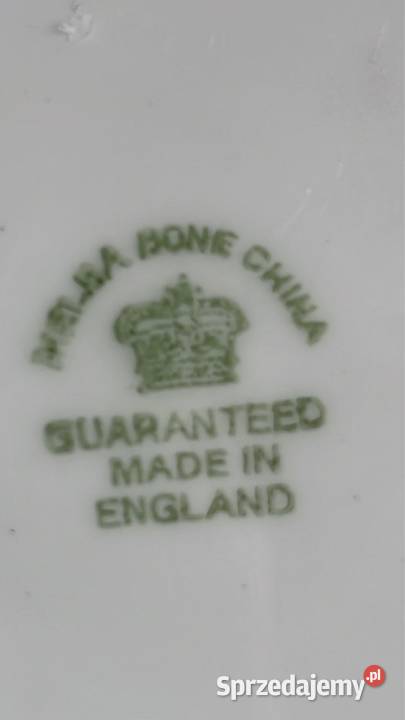 MELBA BONE CHINA
GUARANTEED
MADE IN
ENGLAND
Sprzedajemy.pl